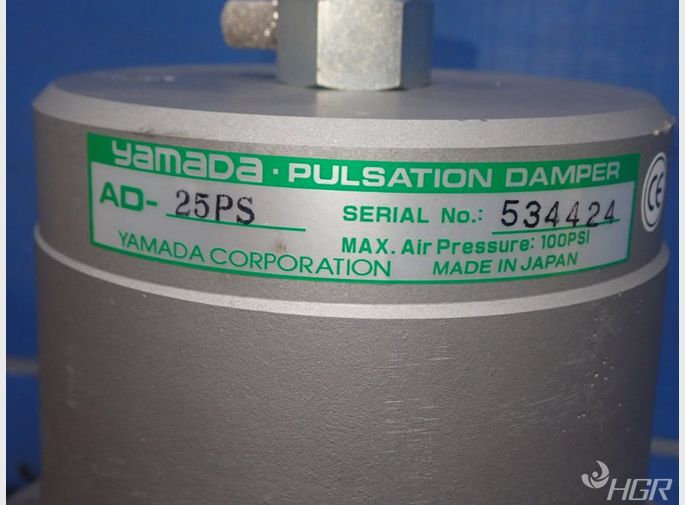 yamada · PULSATION DAMPER
AD- 25PS
SERIAL No.: 534424
MAX. Air Pressure: 100PSI
YAMADA CORPORATION
MADE IN JAPAN
CE
HGR